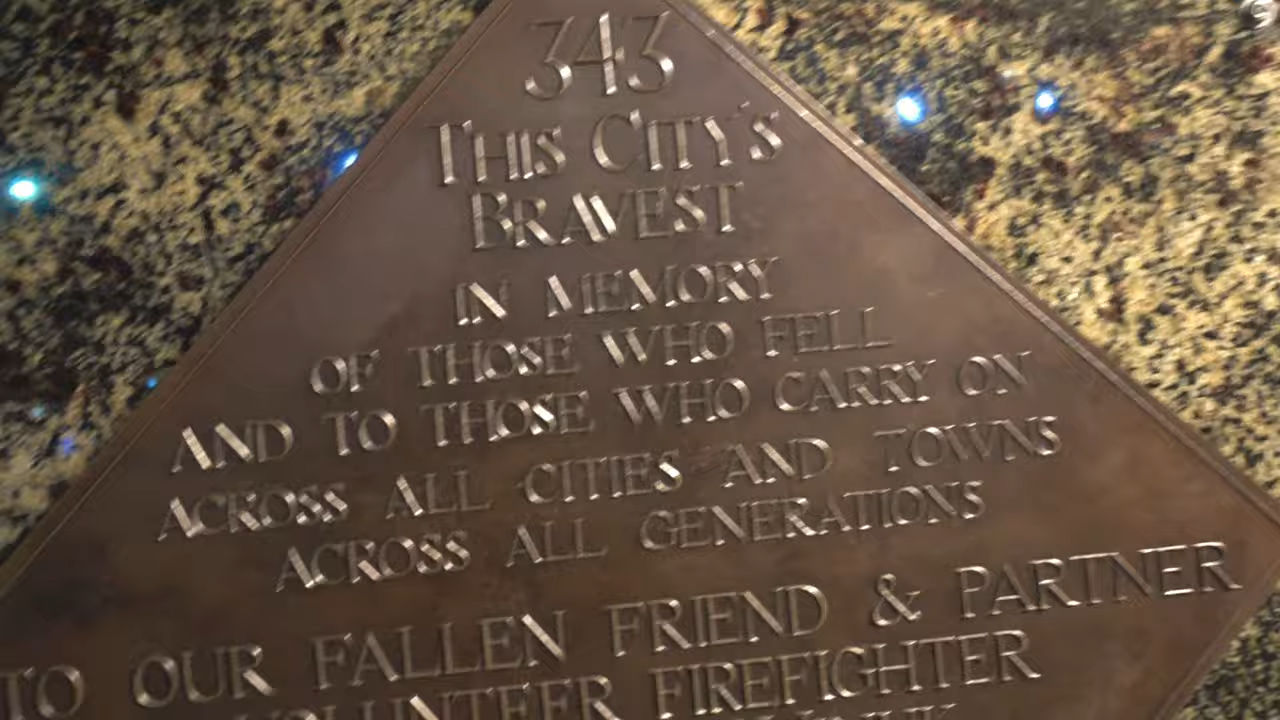 343
THIS CITY'S
BRAVEST
IN MEMORY
OF THOSE WHO FELL
AND TO THOSE WHO CARRY ON
ACROSS ALL CITIES AND TOWNS
ACROSS ALL GENERATIONS
TO OUR FALLEN FRIEND & PARTNER
VOLUNTEER FIREFIGHTER